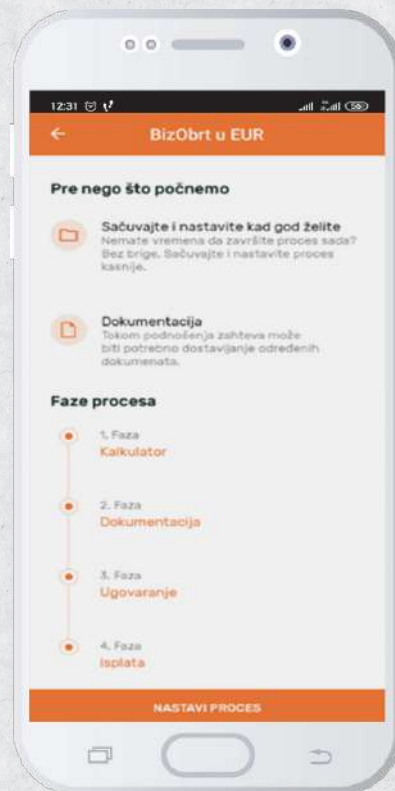 12:31
56
BizObrt u EUR
Pre nego što počnemo
Sačuvajte i nastavite kad god želite
Nemate vremena da završite proces sada?
Bez brige. Sačuvajte i nastavite proces
kasnije.
Dokumentacija
Tokom podnošenja zahteva može
biti potrebno dostavljanje određenih
dokumenata.
Faze procesa
1. Faza
Kalkulator
2. Faza
Dokumentacija
3. Faza
Ugovaranje
4. Faza
Isplata
NASTAVI PROCES